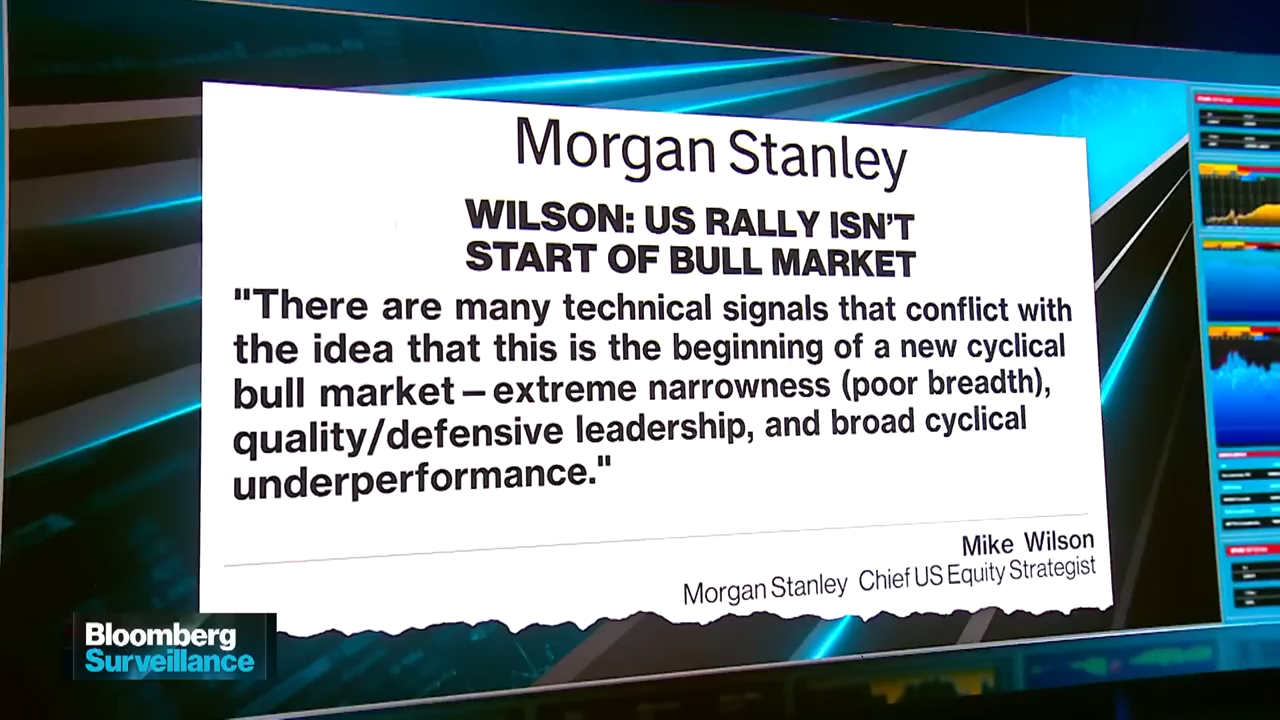 Morgan Stanley
WILSON: US RALLY ISN'T
START OF BULL MARKET
"There are many technical signals that conflict with
the idea that this is the beginning of a new cyclical
bull market – extreme narrowness (poor breadth),
quality/defensive leadership, and broad cyclical
underperformance."
Mike Wilson
Morgan Stanley Chief US Equity Strategist
Bloomberg
Surveillance